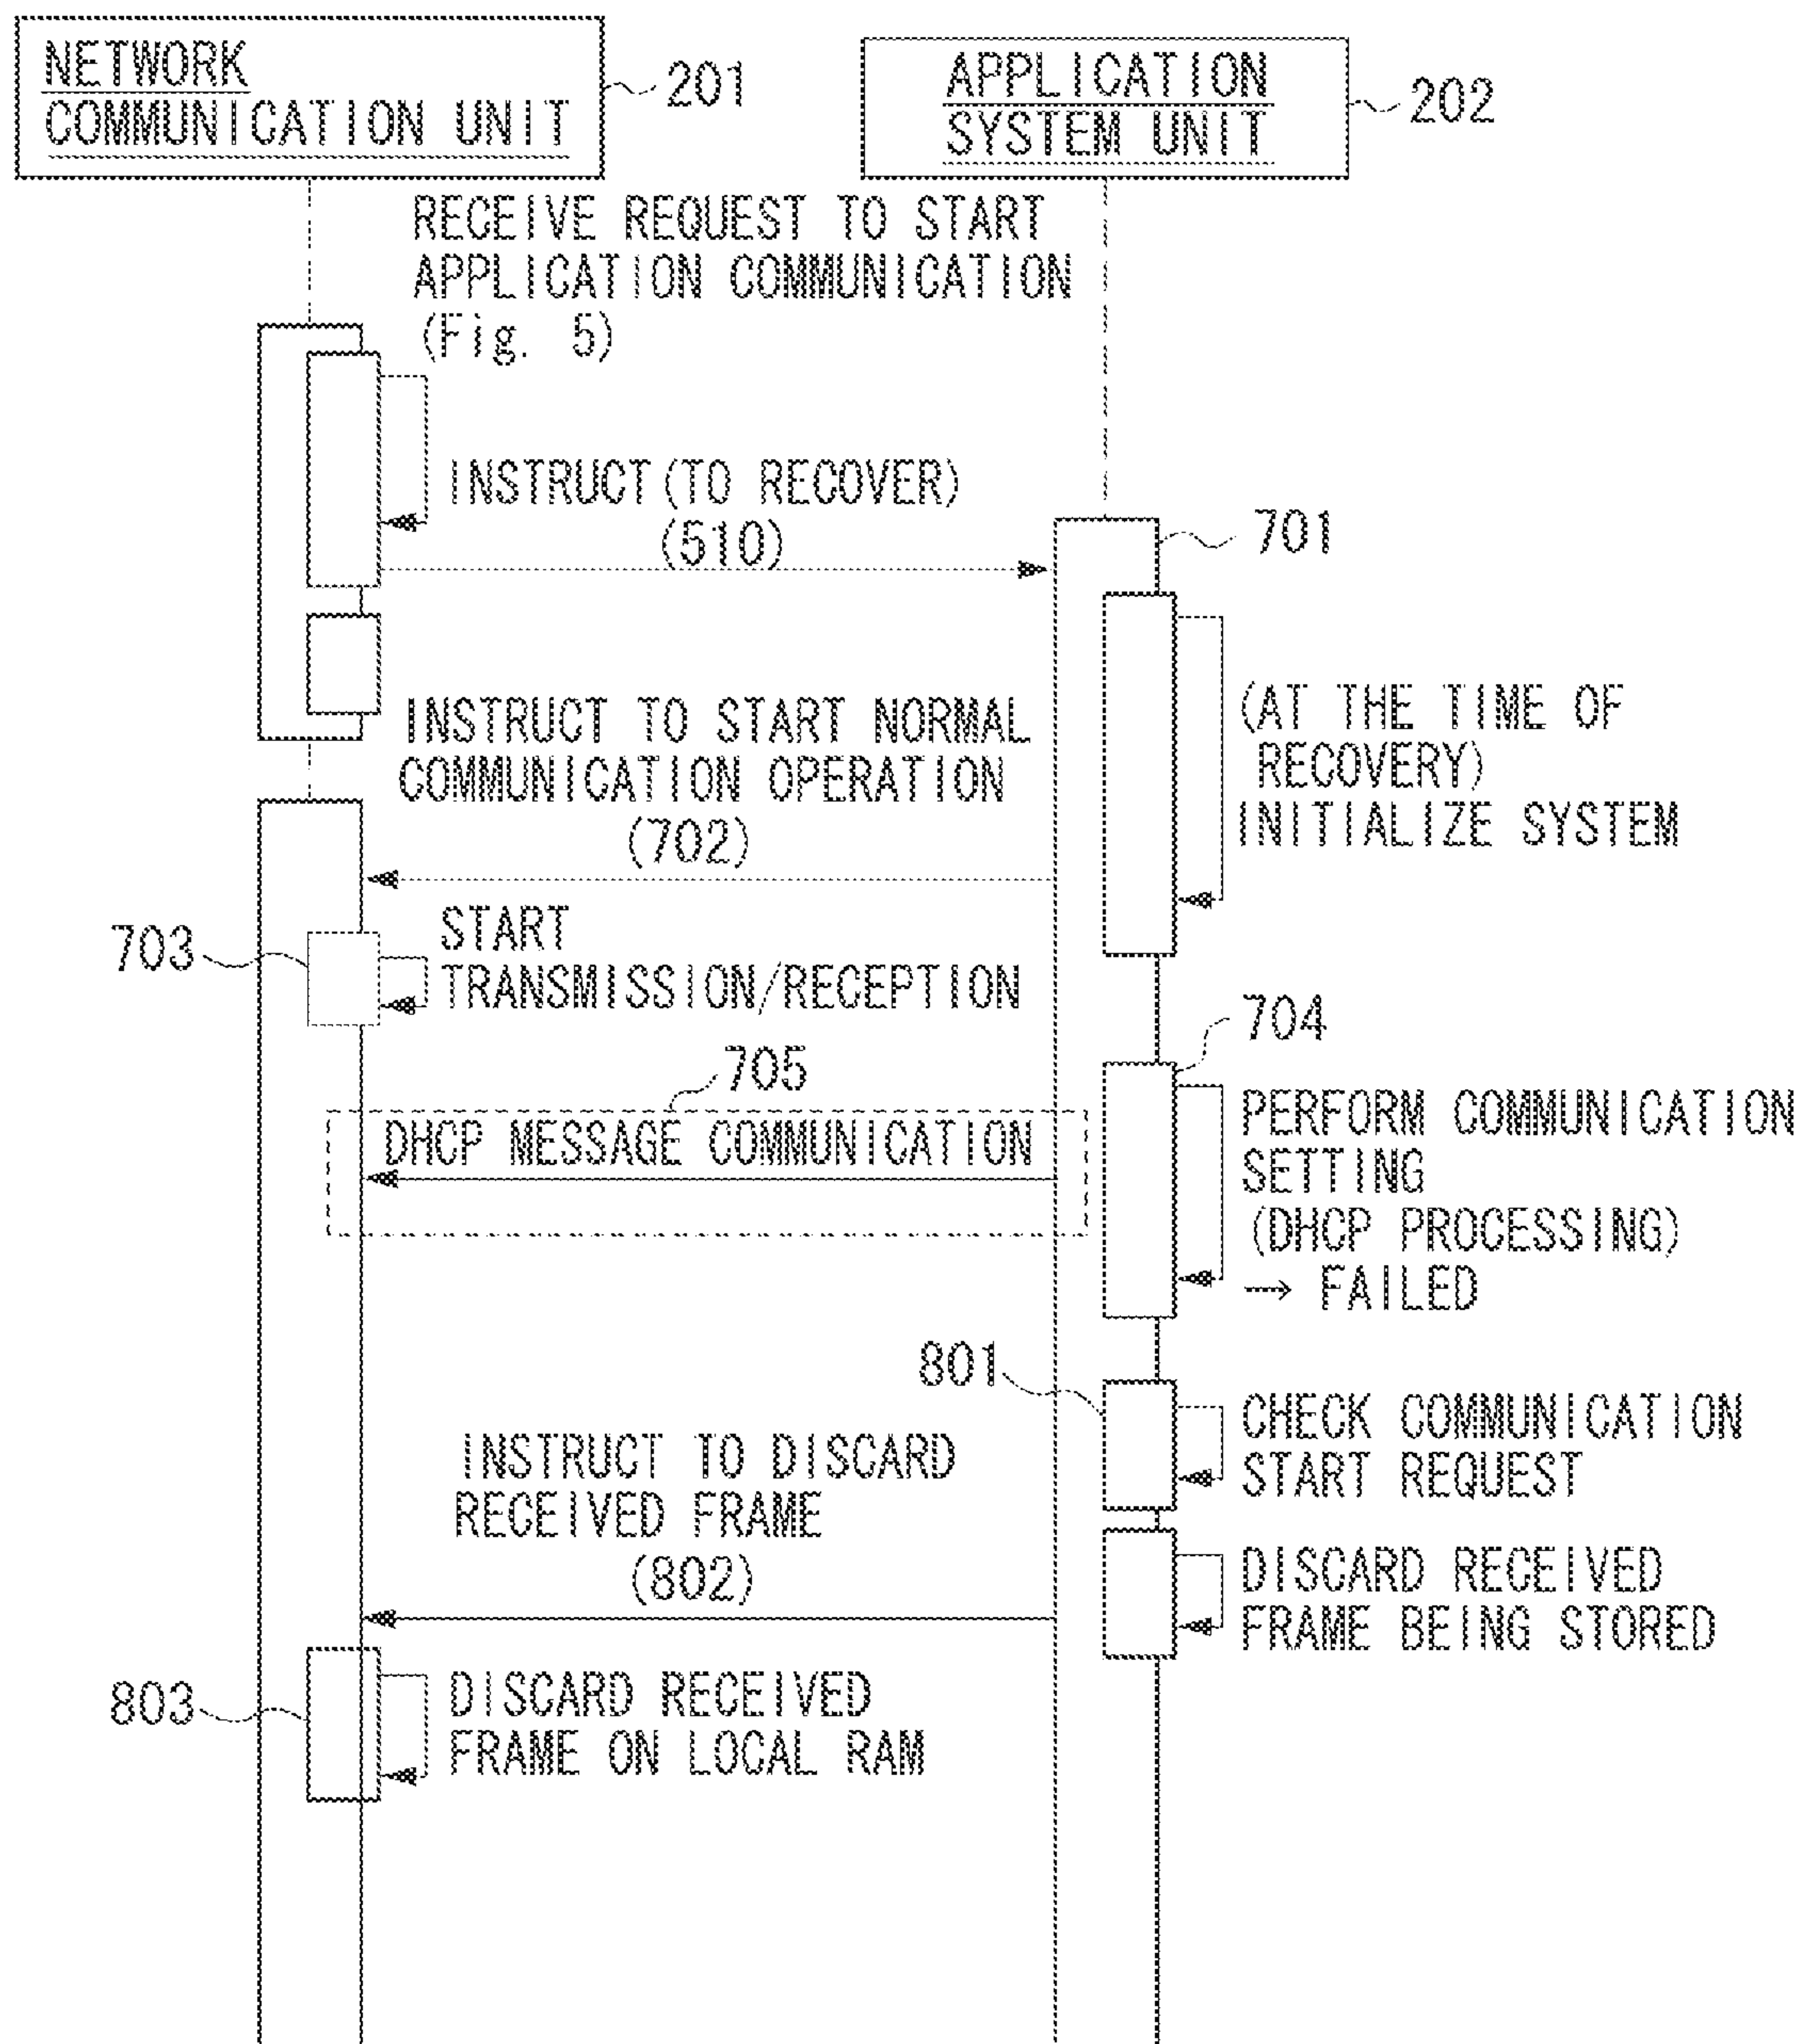 NETWORK
COMMUNICATION UNIT
201
APPLICATION
SYSTEM UNIT
202
RECEIVE REQUEST TO START
APPLICATION COMMUNICATION
(Fig. 5)
INSTRUCT(TO RECOVER)
(510)
701
(AT THE TIME OF
RECOVERY)
INITIALIZE SYSTEM
INSTRUCT TO START NORMAL
COMMUNICATION OPERATION
(702)
703
START
TRANSMISSION/RECEPTION
704
705
DHCP MESSAGE COMMUNICATION
PERFORM COMMUNICATION
SETTING
(DHCP PROCESSING)
→ FAILED
801
CHECK COMMUNICATION
START REQUEST
INSTRUCT TO DISCARD
RECEIVED FRAME
(802)
DISCARD RECEIVED
FRAME BEING STORED
803
DISCARD RECEIVED
FRAME ON LOCAL RAM